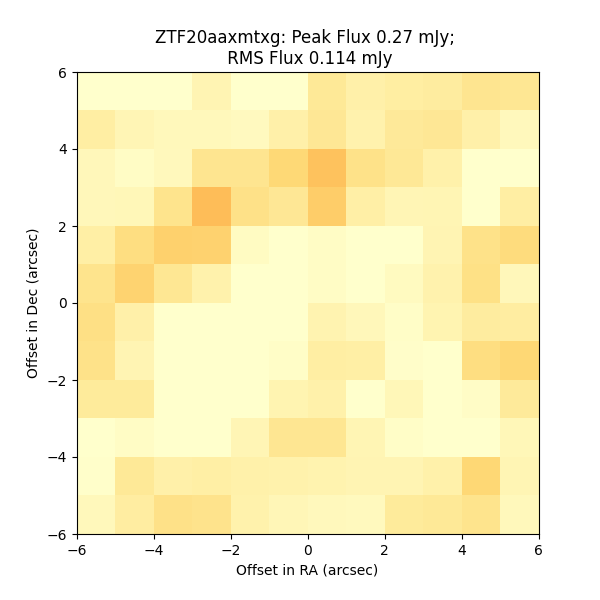 ZTF20aaxmtxg: Peak Flux 0.27 mJy;
RMS Flux 0.114 mJy
6
4
2
0
−2
−4
−6
Offset in Dec (arcsec)
−6 −4 −2 0 2 4 6
Offset in RA (arcsec)